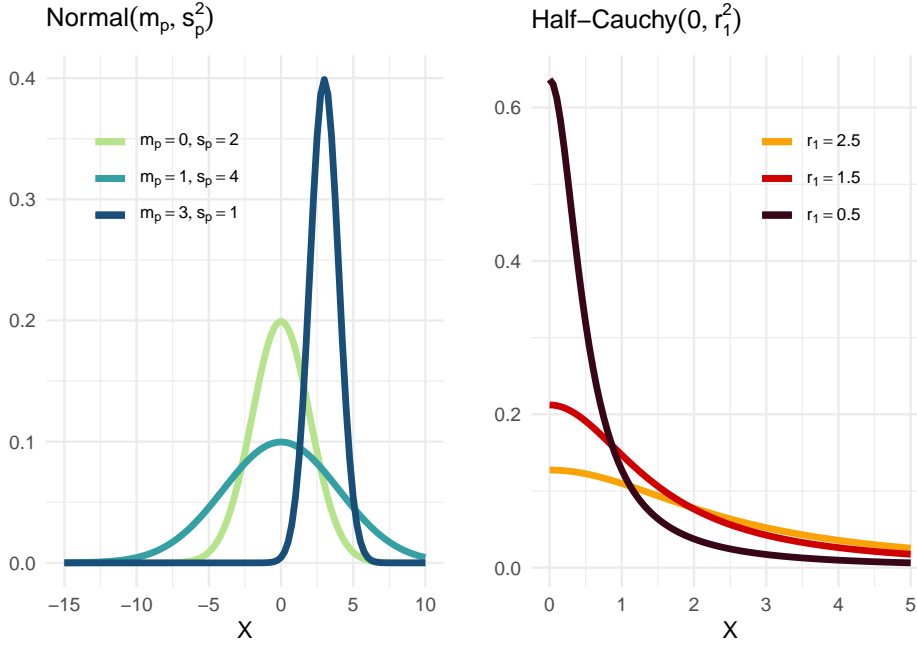 Normal(mₚ, sₚ²)
0.4
0.3
0.2
0.1
0.0
mₚ = 0, sₚ = 2
mₚ = 1, sₚ = 4
mₚ = 3, sₚ = 1
−15 −10 −5 0 5 10
X
Half−Cauchy(0, r₁²)
0.6
0.4
0.2
0.0
r₁ = 2.5
r₁ = 1.5
r₁ = 0.5
0 1 2 3 4 5
X